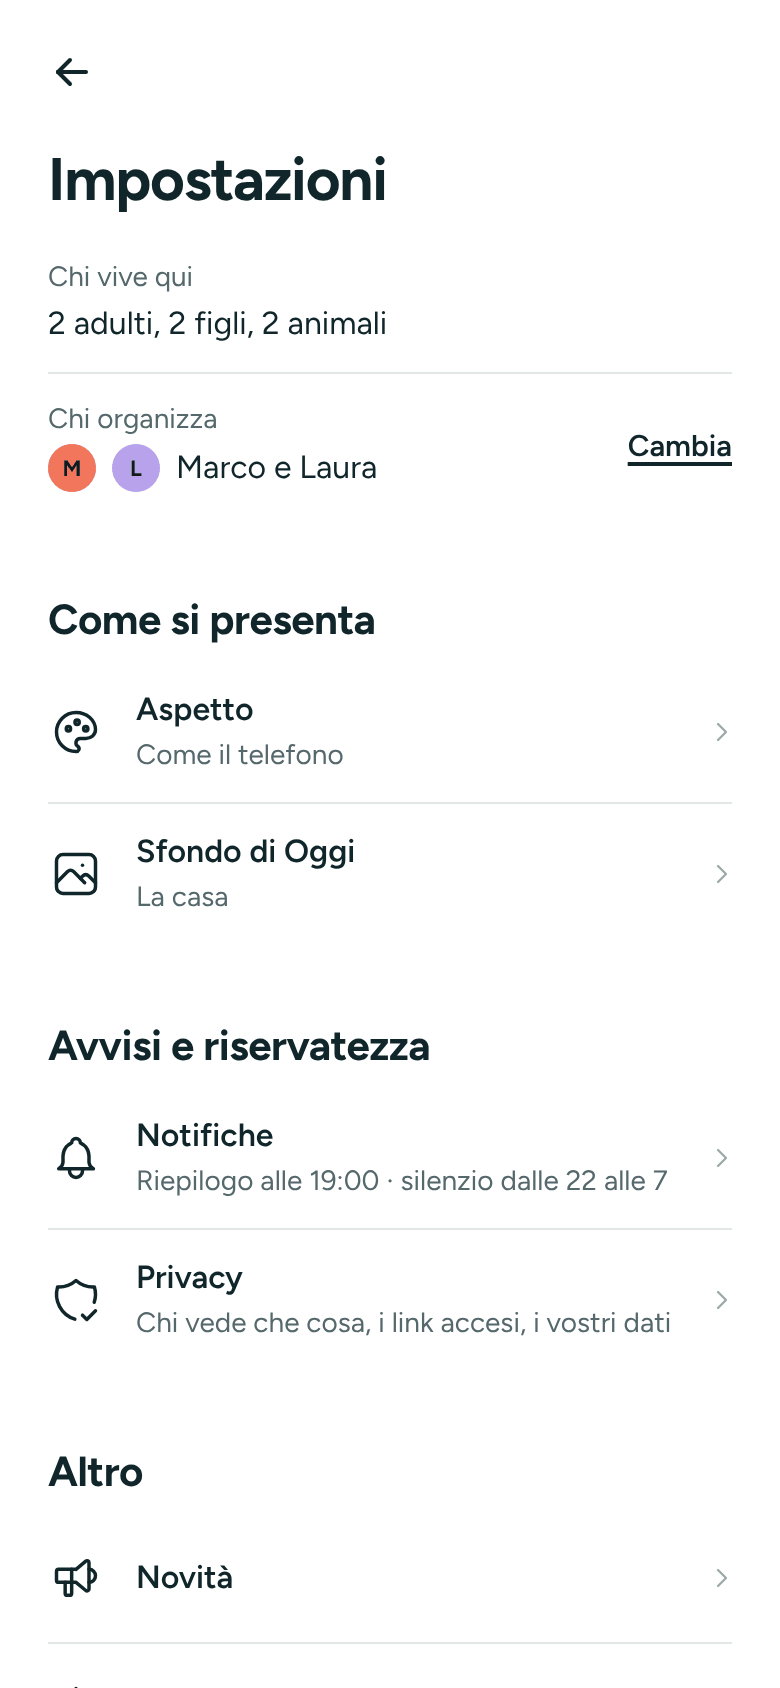 Impostazioni
Chi vive qui
2 adulti, 2 figli, 2 animali
Chi organizza
M L Marco e Laura
Cambia
Come si presenta
Aspetto
Come il telefono
Sfondo di Oggi
La casa
Avvisi e riservatezza
Notifiche
Riepilogo alle 19:00 · silenzio dalle 22 alle 7
Privacy
Chi vede che cosa, i link accesi, i vostri dati
Altro
Novità